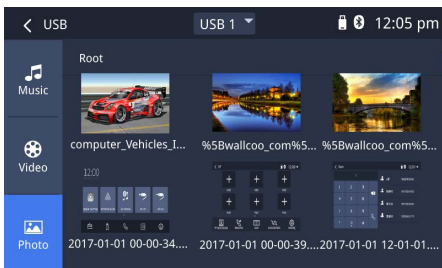 USB
USB 1
12:05 pm
Root
Music
computer_Vehicles_I...
%5Bwallcoo_com%5...
%5Bwallcoo_com%5...
Video
12:00
Photo
2017-01-01 00-00-34....
2017-01-01 00-00-39....
2017-01-01 12-01-01....